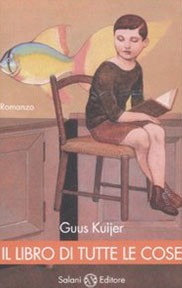 Romanzo
Guus Kuijer
IL LIBRO DI TUTTE LE COSE
Salani Editore